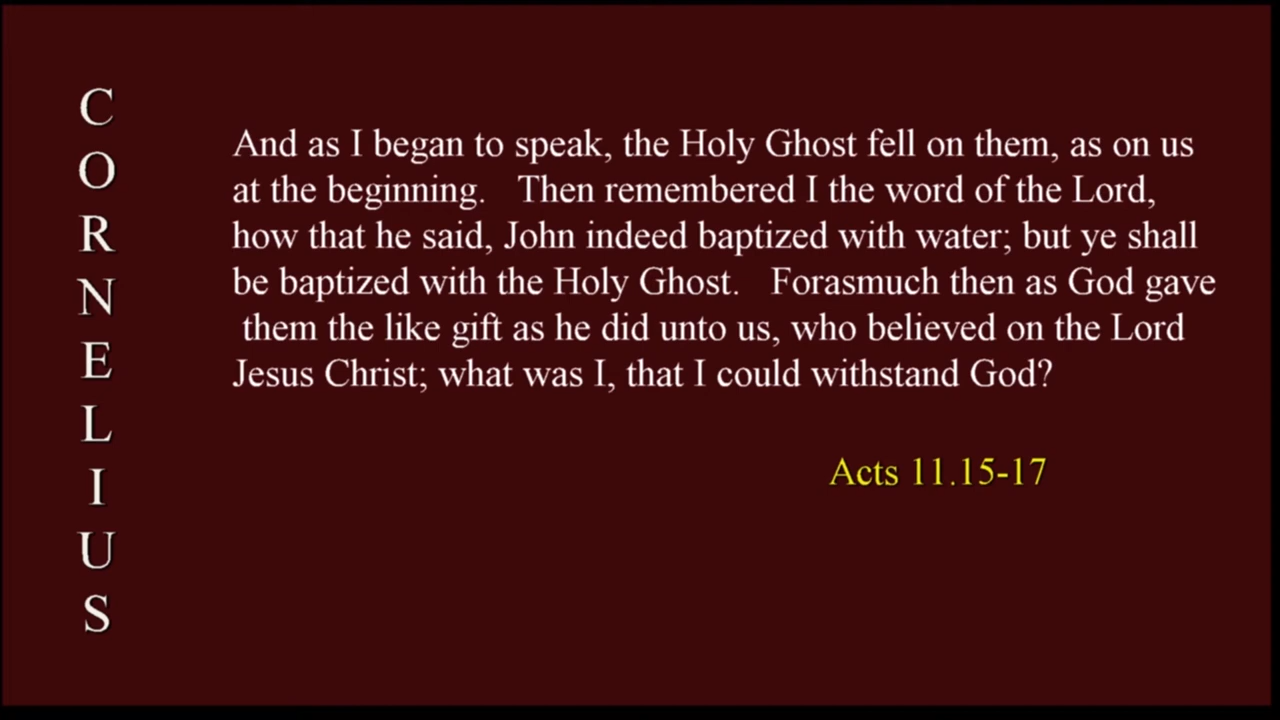 CORNELIUS
And as I began to speak, the Holy Ghost fell on them, as on us
at the beginning. Then remembered I the word of the Lord,
how that he said, John indeed baptized with water; but ye shall
be baptized with the Holy Ghost. Forasmuch then as God gave
them the like gift as he did unto us, who believed on the Lord
Jesus Christ; what was I, that I could withstand God?
Acts 11.15-17